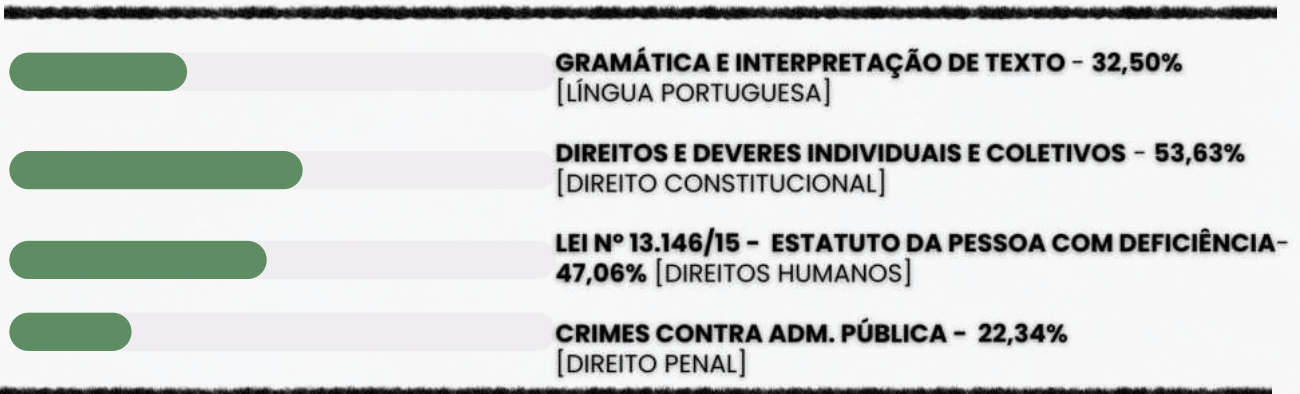 GRAMÁTICA E INTERPRETAÇÃO DE TEXTO - 32,50%
[LÍNGUA PORTUGUESA]
DIREITOS E DEVERES INDIVIDUAIS E COLETIVOS - 53,63%
[DIREITO CONSTITUCIONAL]
LEI Nº 13.146/15 - ESTATUTO DA PESSOA COM DEFICIÊNCIA-
47,06% [DIREITOS HUMANOS]
CRIMES CONTRA ADM. PÚBLICA - 22,34%
[DIREITO PENAL]